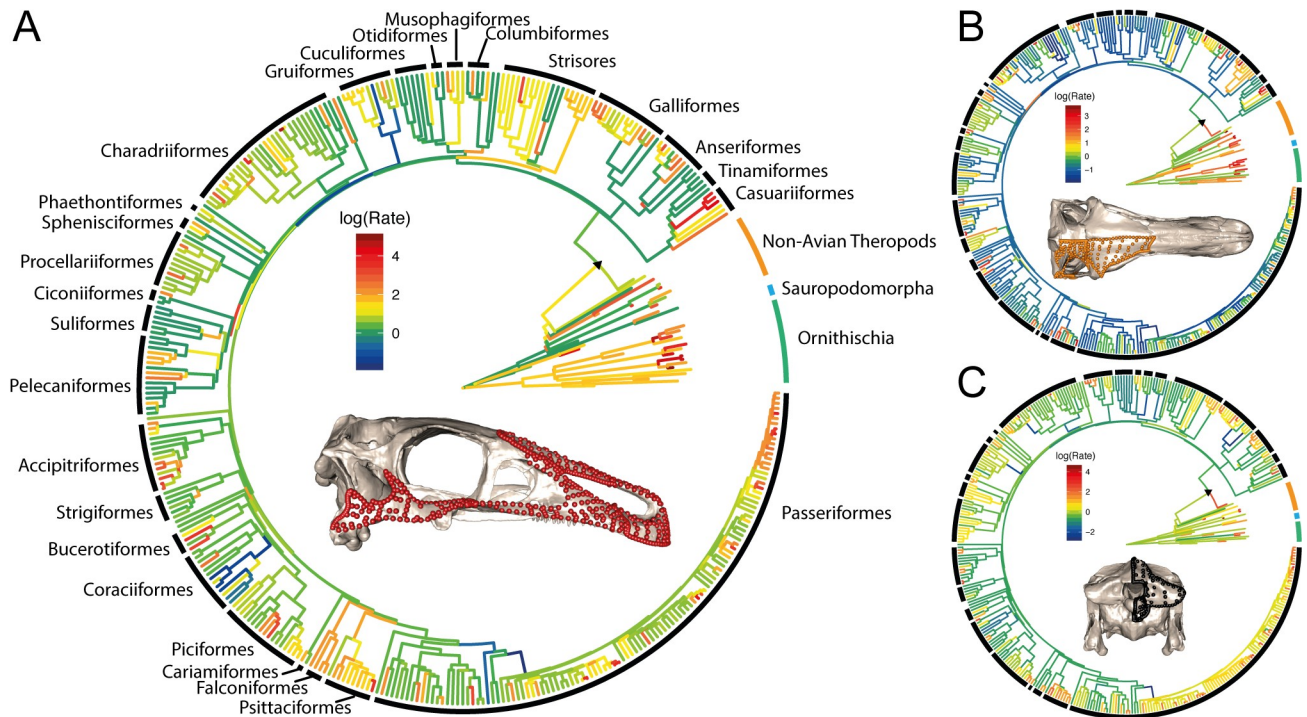 A
Musophagiformes
Otidiformes
Columbiformes
Cuculiformes
Strisores
Gruiformes
Galliformes
Charadriiformes
Anseriformes
Tinamiformes
Casuariiformes
Phaethontiformes
Sphenisciformes
Procellariiformes
Ciconiiformes
Suliformes
Pelecaniformes
Accipitriformes
Strigiformes
Bucerotiformes
Coraciiformes
Piciformes
Cariamiformes
Falconiformes
Psittaciformes
Non-Avian Theropods
Sauropodomorpha
Ornithischia
Passeriformes
log(Rate)
4
2
0
B
log(Rate)
3
2
1
0
−1
C
log(Rate)
4
2
0
−2